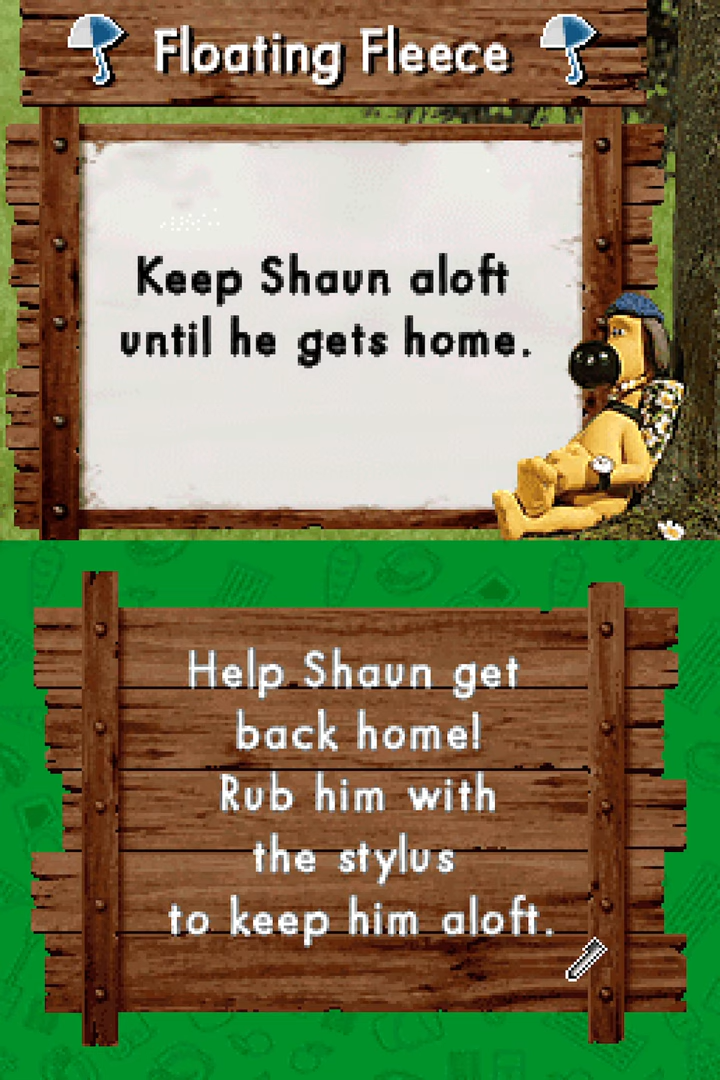 Floating Fleece
Keep Shaun aloft
until he gets home.
Help Shaun get
back home!
Rub him with
the stylus
to keep him aloft.